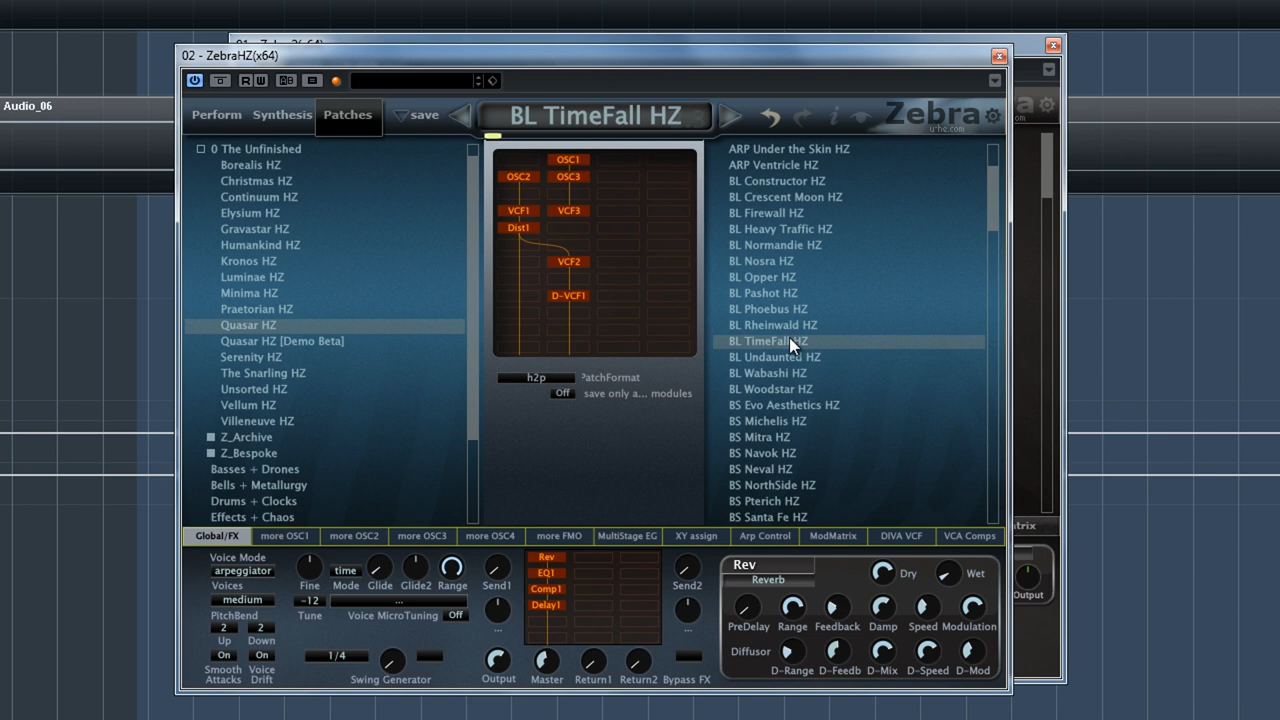 02 - ZebraHZ(x64)
Audio_06
R W
Perform Synthesis Patches save BL TimeFall HZ Zebra
u-he.com
0 The Unfinished
Borealis HZ
Christmas HZ
Continuum HZ
Elysium HZ
Gravastar HZ
Humankind HZ
Kronos HZ
Luminae HZ
Minima HZ
Praetorian HZ
Quasar HZ
Quasar HZ [Demo Beta]
Serenity HZ
The Snarling HZ
Unsorted HZ
Vellum HZ
Villeneuve HZ
Z_Archive
Z_Bespoke
Basses + Drones
Bells + Metallurgy
Drums + Clocks
Effects + Chaos
OSC1
OSC2 OSC3
VCF1 VCF3
Dist1
VCF2
D-VCF1
h2p PatchFormat
Off save only a... modules
ARP Under the Skin HZ
ARP Ventricle HZ
BL Constructor HZ
BL Crescent Moon HZ
BL Firewall HZ
BL Heavy Traffic HZ
BL Normandie HZ
BL Nosra HZ
BL Opper HZ
BL Pashot HZ
BL Phoebus HZ
BL Rheinwald HZ
BL TimeFall HZ
BL Undaunted HZ
BL Wabashi HZ
BL Woodstar HZ
BS Evo Aesthetics HZ
BS Michelis HZ
BS Mitra HZ
BS Navok HZ
BS Neval HZ
BS NorthSide HZ
BS Pterich HZ
BS Santa Fe HZ
Global/FX more OSC1 more OSC2 more OSC3 more OSC4 more FMO MultiStage EG XY assign Arp Control ModMatrix DIVA VCF VCA Comps
Voice Mode
arpeggiator
Voices
medium
PitchBend
2 2
Up Down
On On
Smooth Voice
Attacks Drift
time
Fine Mode Glide Glide2 Range Send1
-12 ...
Tune Voice MicroTuning Off
...
1/4
Swing Generator Output
Rev
EQ1
Comp1
Delay1
Master Return1 Return2 Bypass FX
Send2
...
Rev
Reverb
Dry Wet
PreDelay Range Feedback Damp Speed Modulation
Diffusor
D-Range D-Feedb D-Mix D-Speed D-Mod
trix
Output